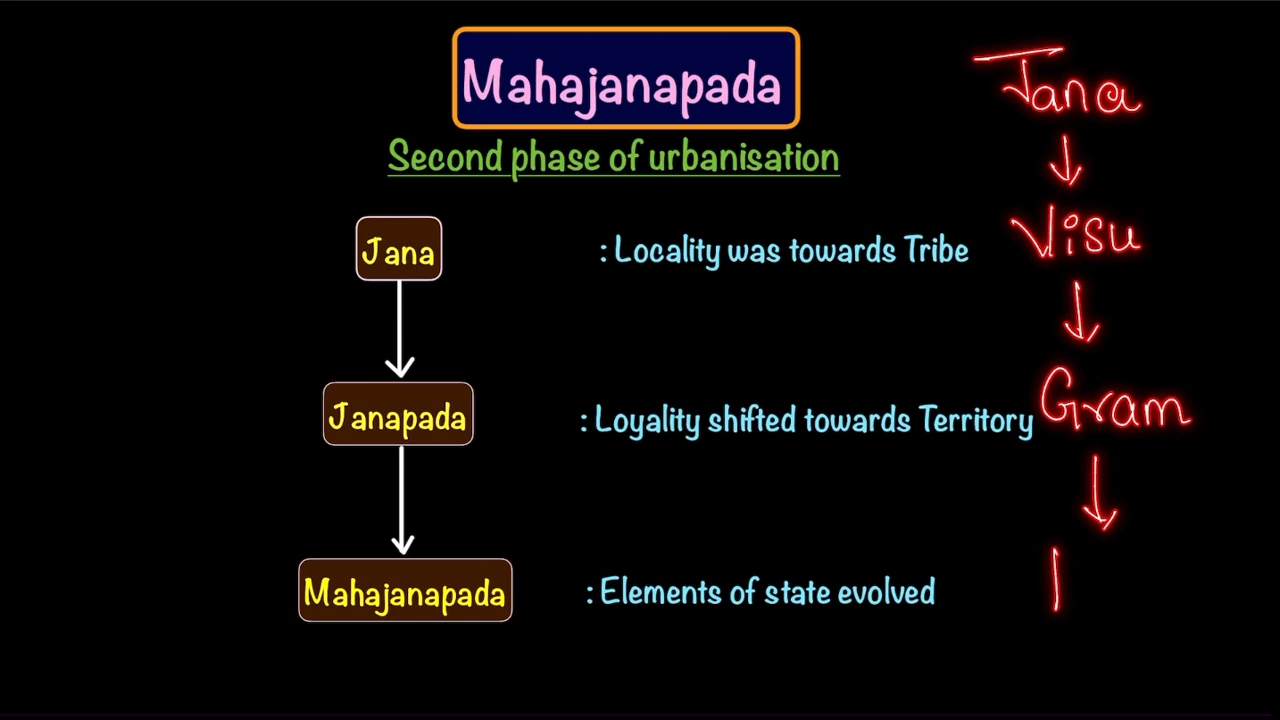 Mahajanapada
Second phase of urbanisation
Jana
: Locality was towards Tribe
Janapada
: Loyality shifted towards Territory
Mahajanapada
: Elements of state evolved
Jana
Visu
Gram